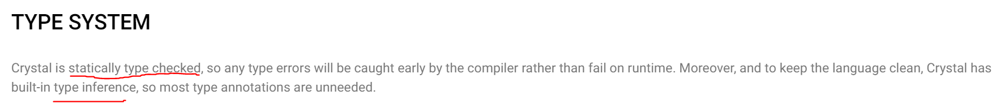 TYPE SYSTEM
Crystal is statically type checked, so any type errors will be caught early by the compiler rather than fail on runtime. Moreover, and to keep the language clean, Crystal has
built-in type inference, so most type annotations are unneeded.